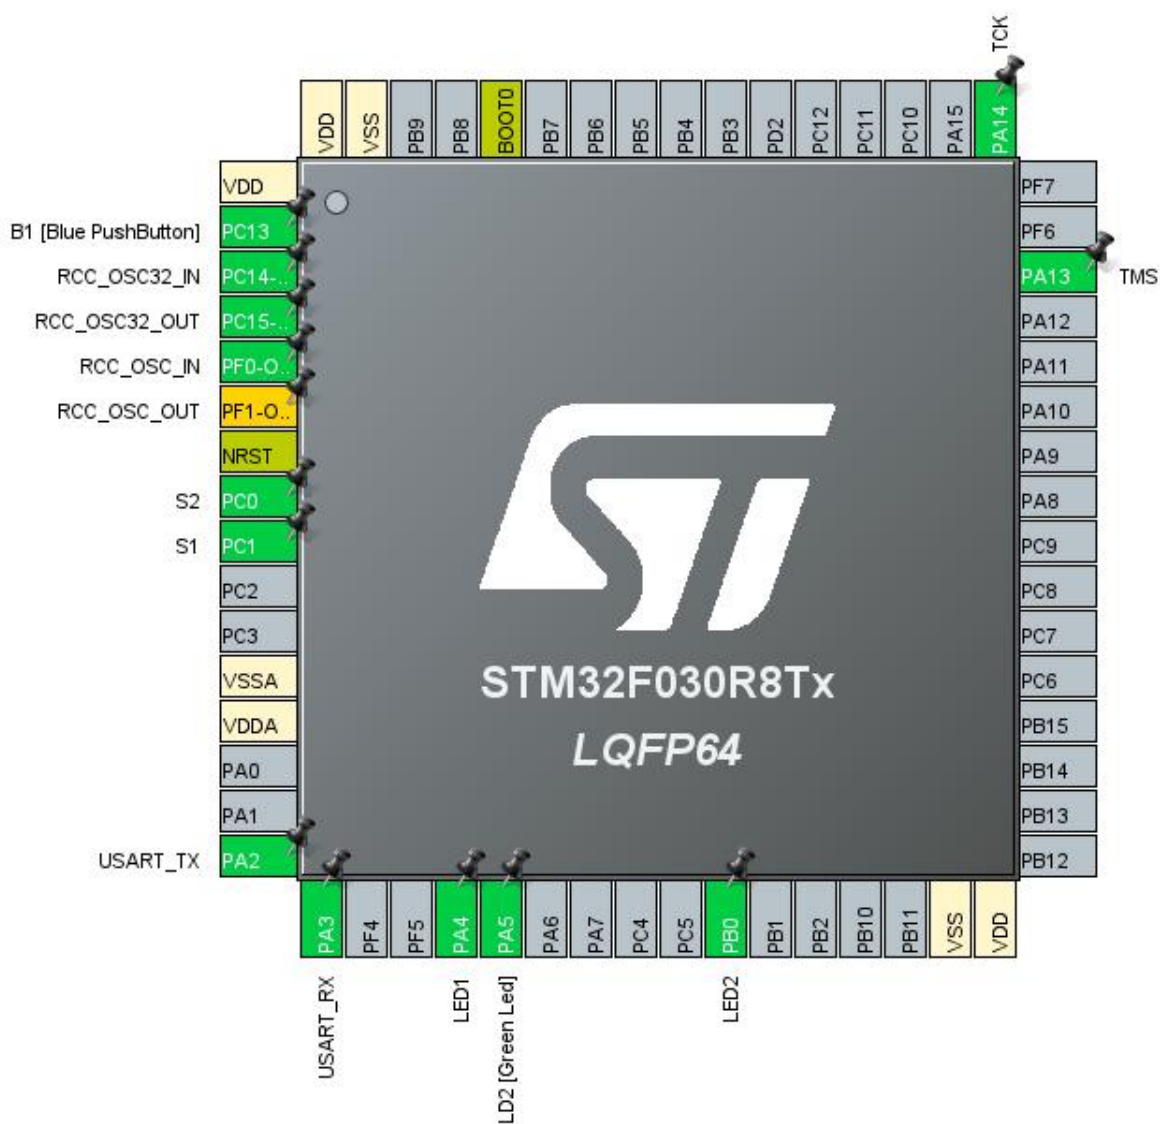 TCK
VDD
VSS
PB9
PB8
BOOT0
PB7
PB6
PB5
PB4
PB3
PD2
PC12
PC11
PC10
PA15
PA14
VDD
B1 [Blue PushButton] PC13
RCC_OSC32_IN PC14-..
RCC_OSC32_OUT PC15-..
RCC_OSC_IN PF0-O..
RCC_OSC_OUT PF1-O..
NRST
S2 PC0
S1 PC1
PC2
PC3
VSSA
VDDA
PA0
PA1
USART_TX PA2
PF7
PF6
PA13 TMS
PA12
PA11
PA10
PA9
PA8
PC9
PC8
PC7
PC6
PB15
PB14
PB13
PB12
ST
STM32F030R8Tx
LQFP64
PA3
PF4
PF5
PA4
PA5
PA6
PA7
PC4
PC5
PB0
PB1
PB2
PB10
PB11
VSS
VDD
USART_RX
LED1
LD2 [Green Led]
LED2